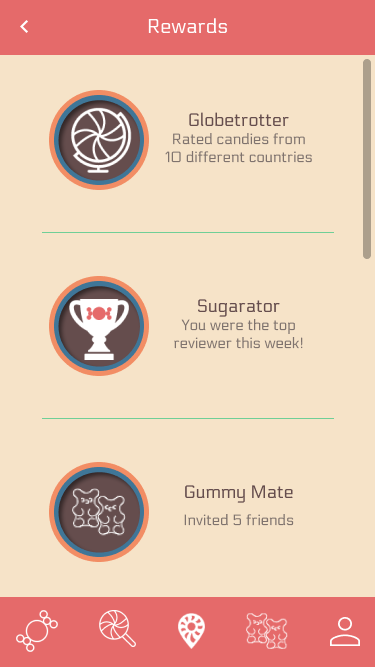 Rewards
Globetrotter
Rated candies from
10 different countries
Sugarator
You were the top
reviewer this week!
Gummy Mate
Invited 5 friends